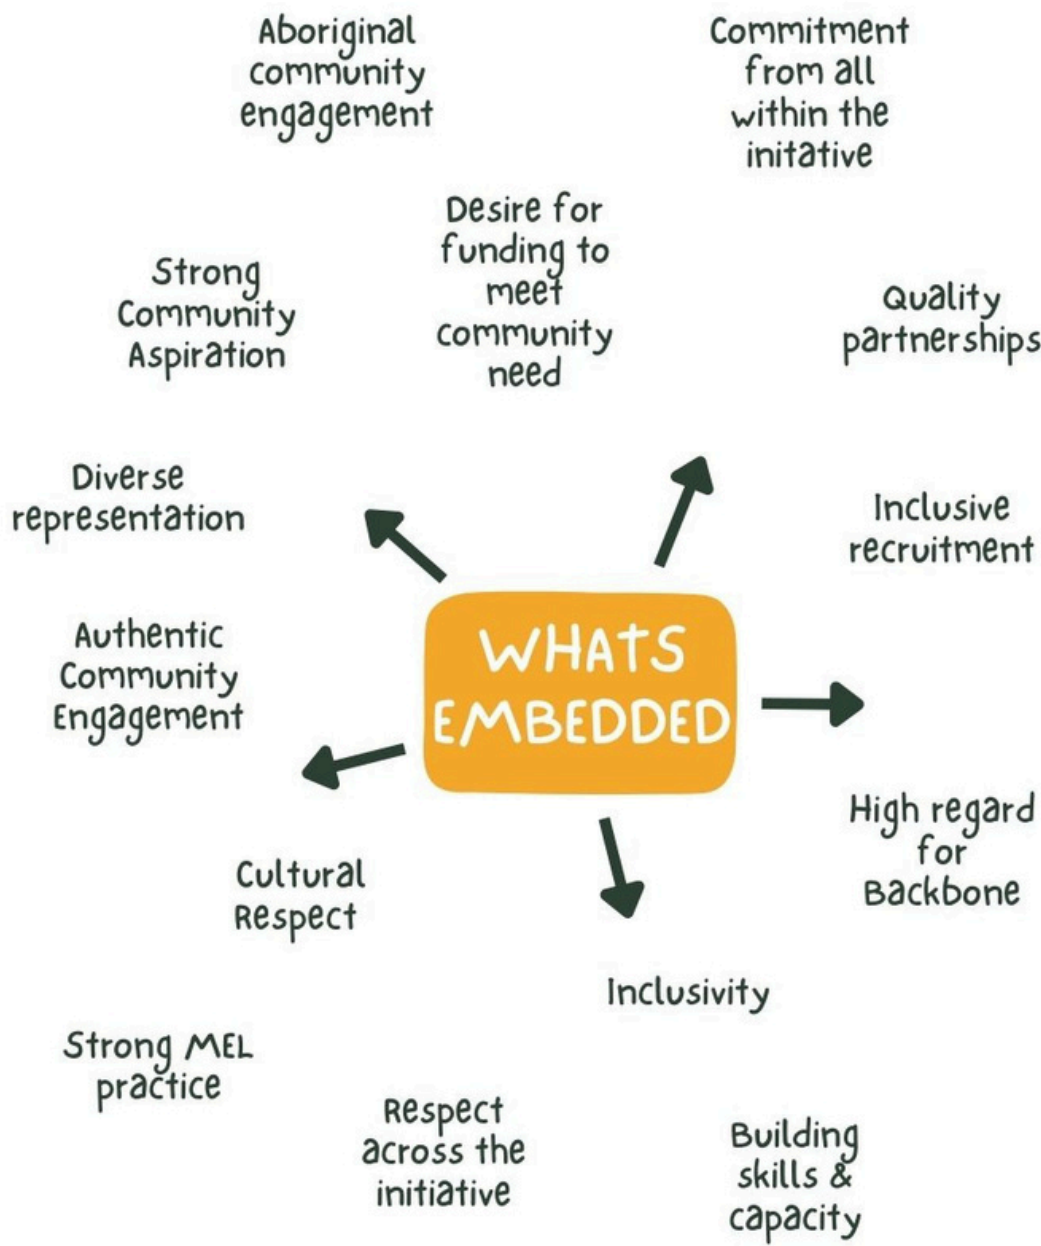 Aboriginal
community
engagement
Commitment
from all
within the
initative
Desire for
funding to
meet
community
need
Strong
Community
Aspiration
Quality
partnerships
Diverse
representation
Inclusive
recruitment
Authentic
Community
Engagement
WHATS
EMBEDDED
High regard
for
Backbone
Cultural
Respect
Inclusivity
Strong MEL
practice
Respect
across the
initiative
Building
skills &
capacity